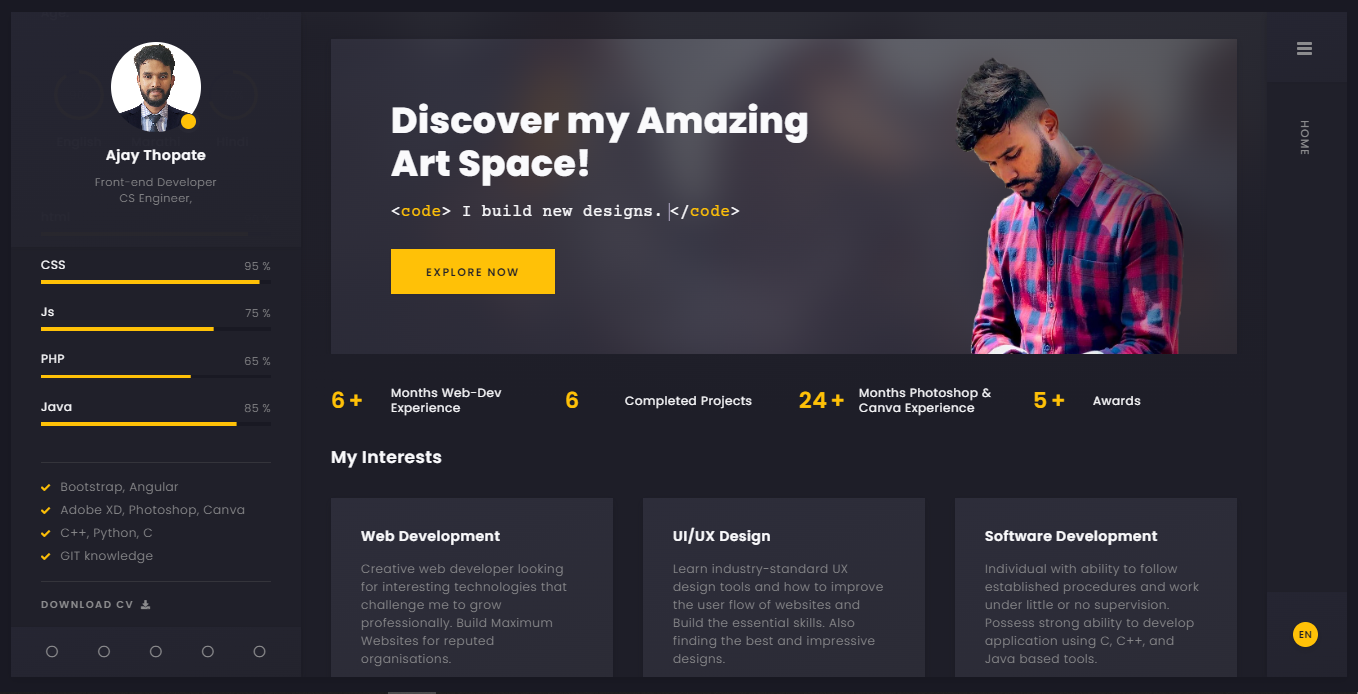 Ajay Thopate
Front-end Developer
CS Engineer,
CSS 95 %
Js 75 %
PHP 65 %
Java 85 %
Bootstrap, Angular
Adobe XD, Photoshop, Canva
C++, Python, C
GIT knowledge
DOWNLOAD CV
Discover my Amazing
Art Space!
<code> I build new designs. </code>
EXPLORE NOW
6 +
Months Web-Dev
Experience
6
Completed Projects
24 +
Months Photoshop &
Canva Experience
5 +
Awards
My Interests
Web Development
Creative web developer looking
for interesting technologies that
challenge me to grow
professionally. Build Maximum
Websites for reputed
organisations.
UI/UX Design
Learn industry-standard UX
design tools and how to improve
the user flow of websites and
Build the essential skills. Also
finding the best and impressive
designs.
Software Development
Individual with ability to follow
established procedures and work
under little or no supervision.
Possess strong ability to develop
application using C, C++, and
Java based tools.
HOME
EN